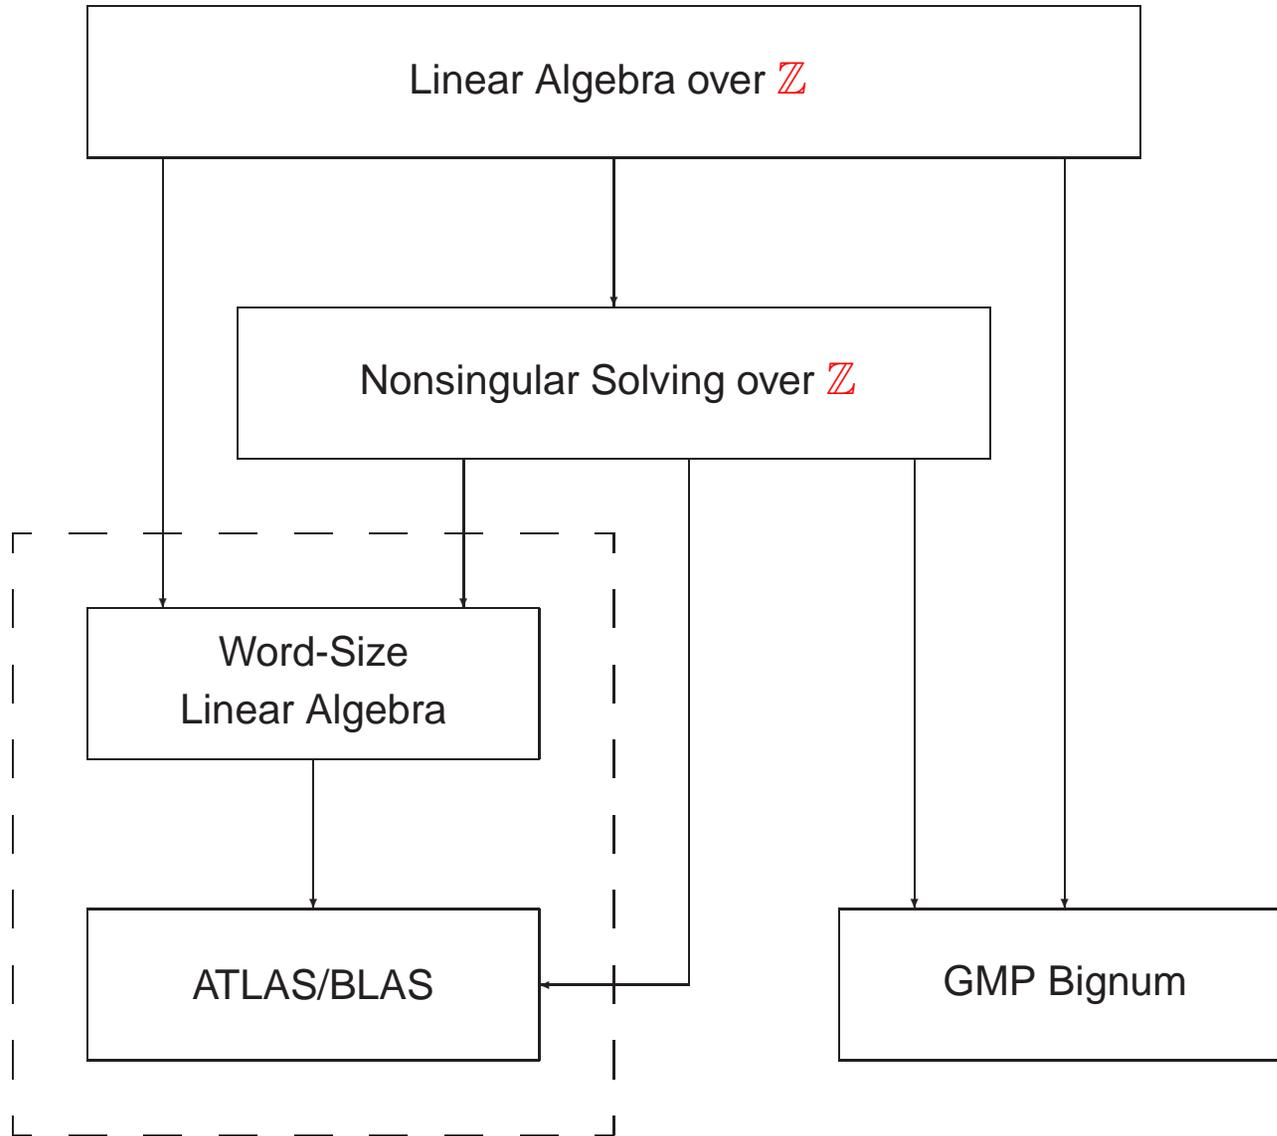 Linear Algebra over ℤ
Nonsingular Solving over ℤ
Word-Size
Linear Algebra
ATLAS/BLAS
GMP Bignum